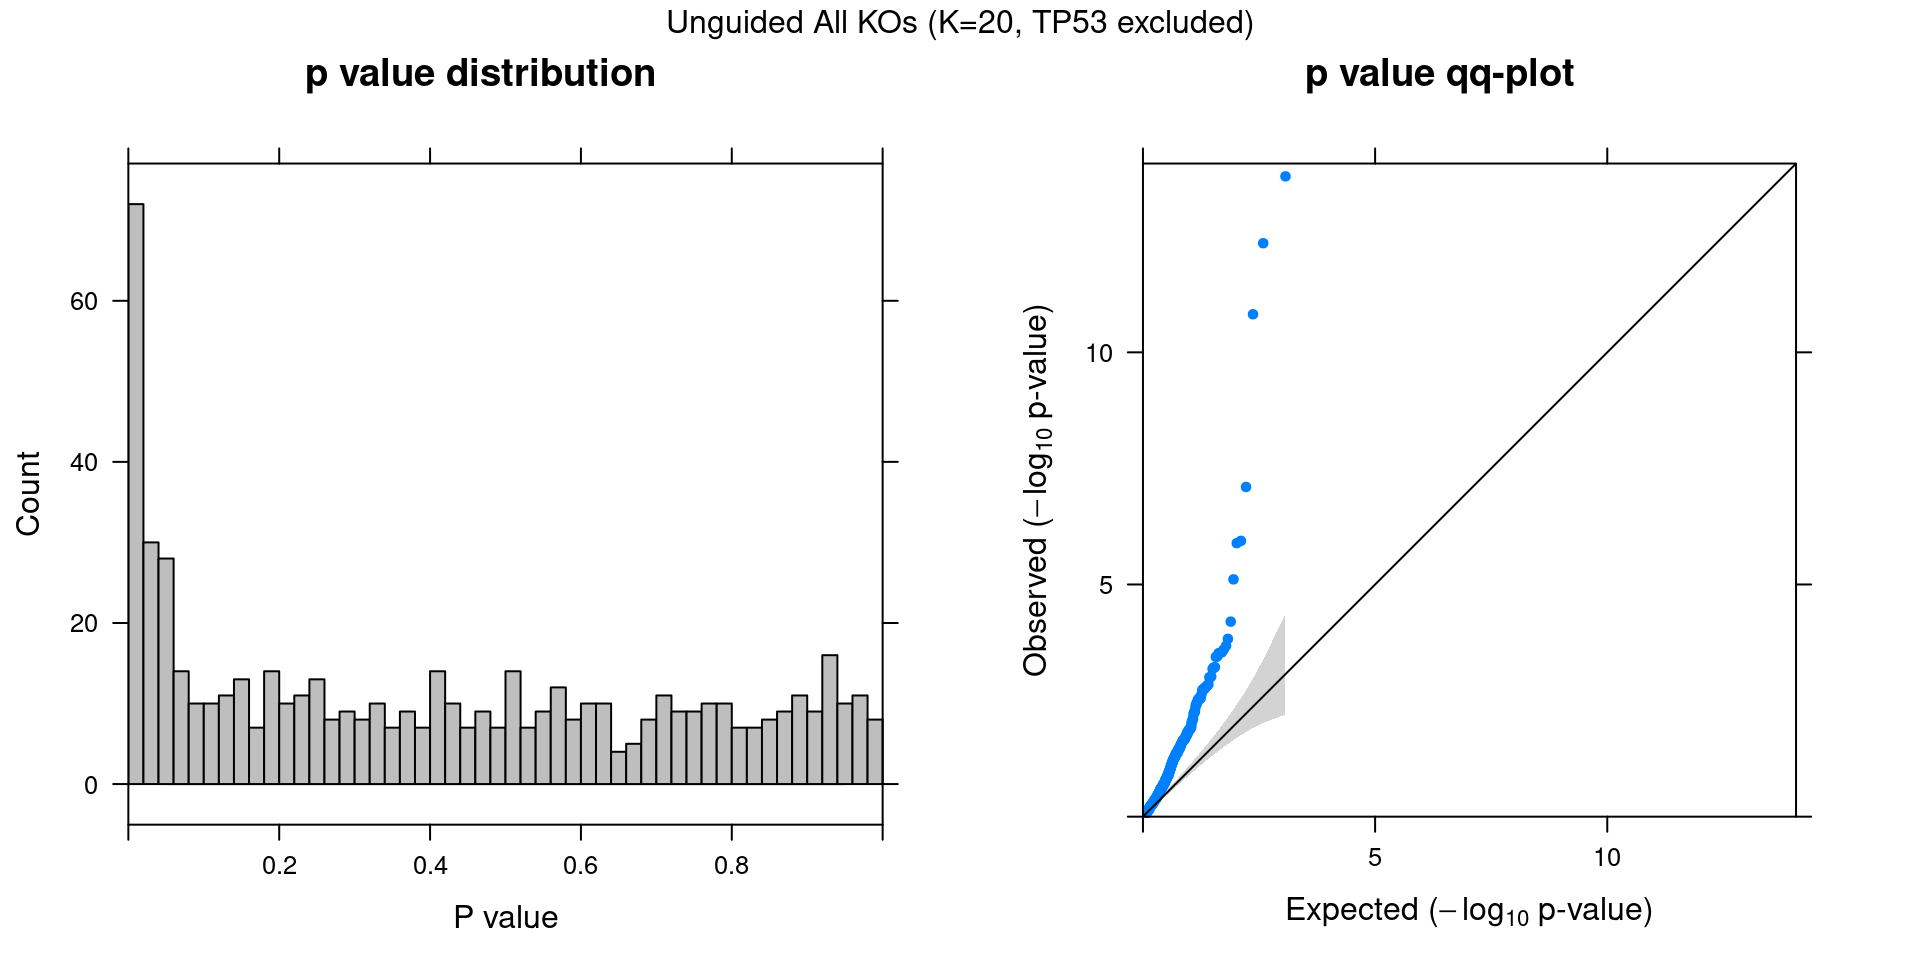 Unguided All KOs (K=20, TP53 excluded)
p value distribution
60
40
20
0
Count
0.2
0.4
0.6
0.8
P value
p value qq-plot
10
5
Observed (−log10 p-value)
5
10
Expected (−log10 p-value)